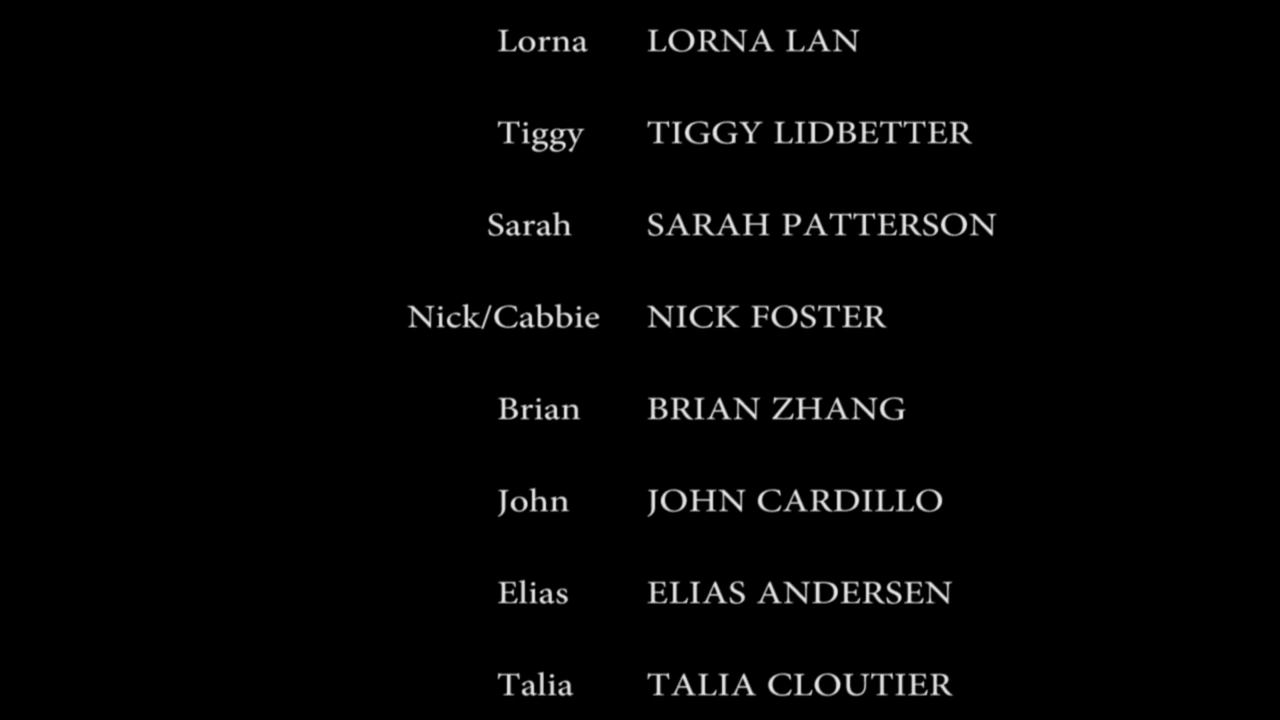 Lorna LORNA LAN
Tiggy TIGGY LIDBETTER
Sarah SARAH PATTERSON
Nick/Cabbie NICK FOSTER
Brian BRIAN ZHANG
John JOHN CARDILLO
Elias ELIAS ANDERSEN
Talia TALIA CLOUTIER